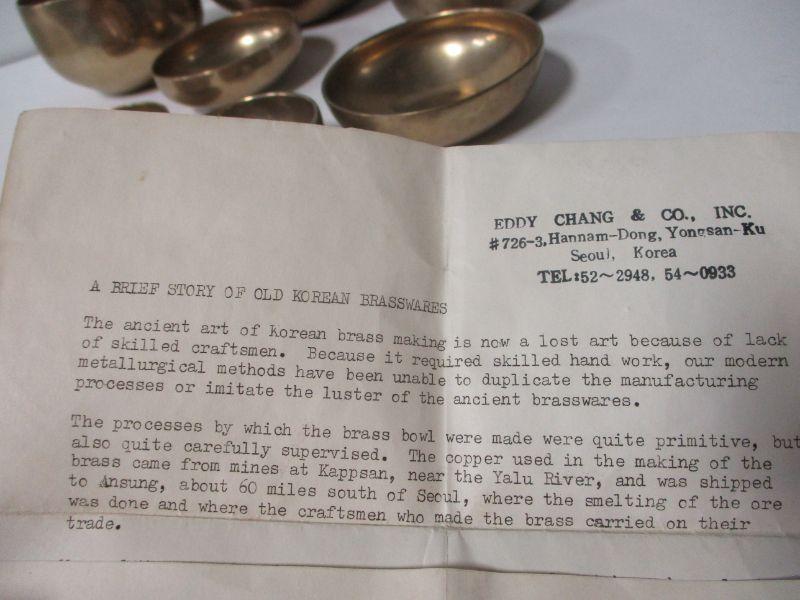 EDDY CHANG & CO., INC.
#726-3, Hannam-Dong, Yongsan-Ku
Seoul, Korea
TEL:52~2948, 54~0933
A BRIEF STORY OF OLD KOREAN BRASSWARES
The ancient art of korean brass making is now a lost art because of lack
of skilled craftsmen. Because it required skilled hand work, our modern
metallurgical methods have been unable to duplicate the manufacturing
processes or imitate the luster of the ancient brasswares.
The processes by which the brass bowl were made were quite primitive, but
also quite carefully supervised. The copper used in the making of the
brass came from mines at Kappsan, near the Yalu River, and was shipped
to Ansung, about 60 miles south of Seoul, where the smelting of the ore
was done and where the craftsmen who made the brass carried on their
trade.